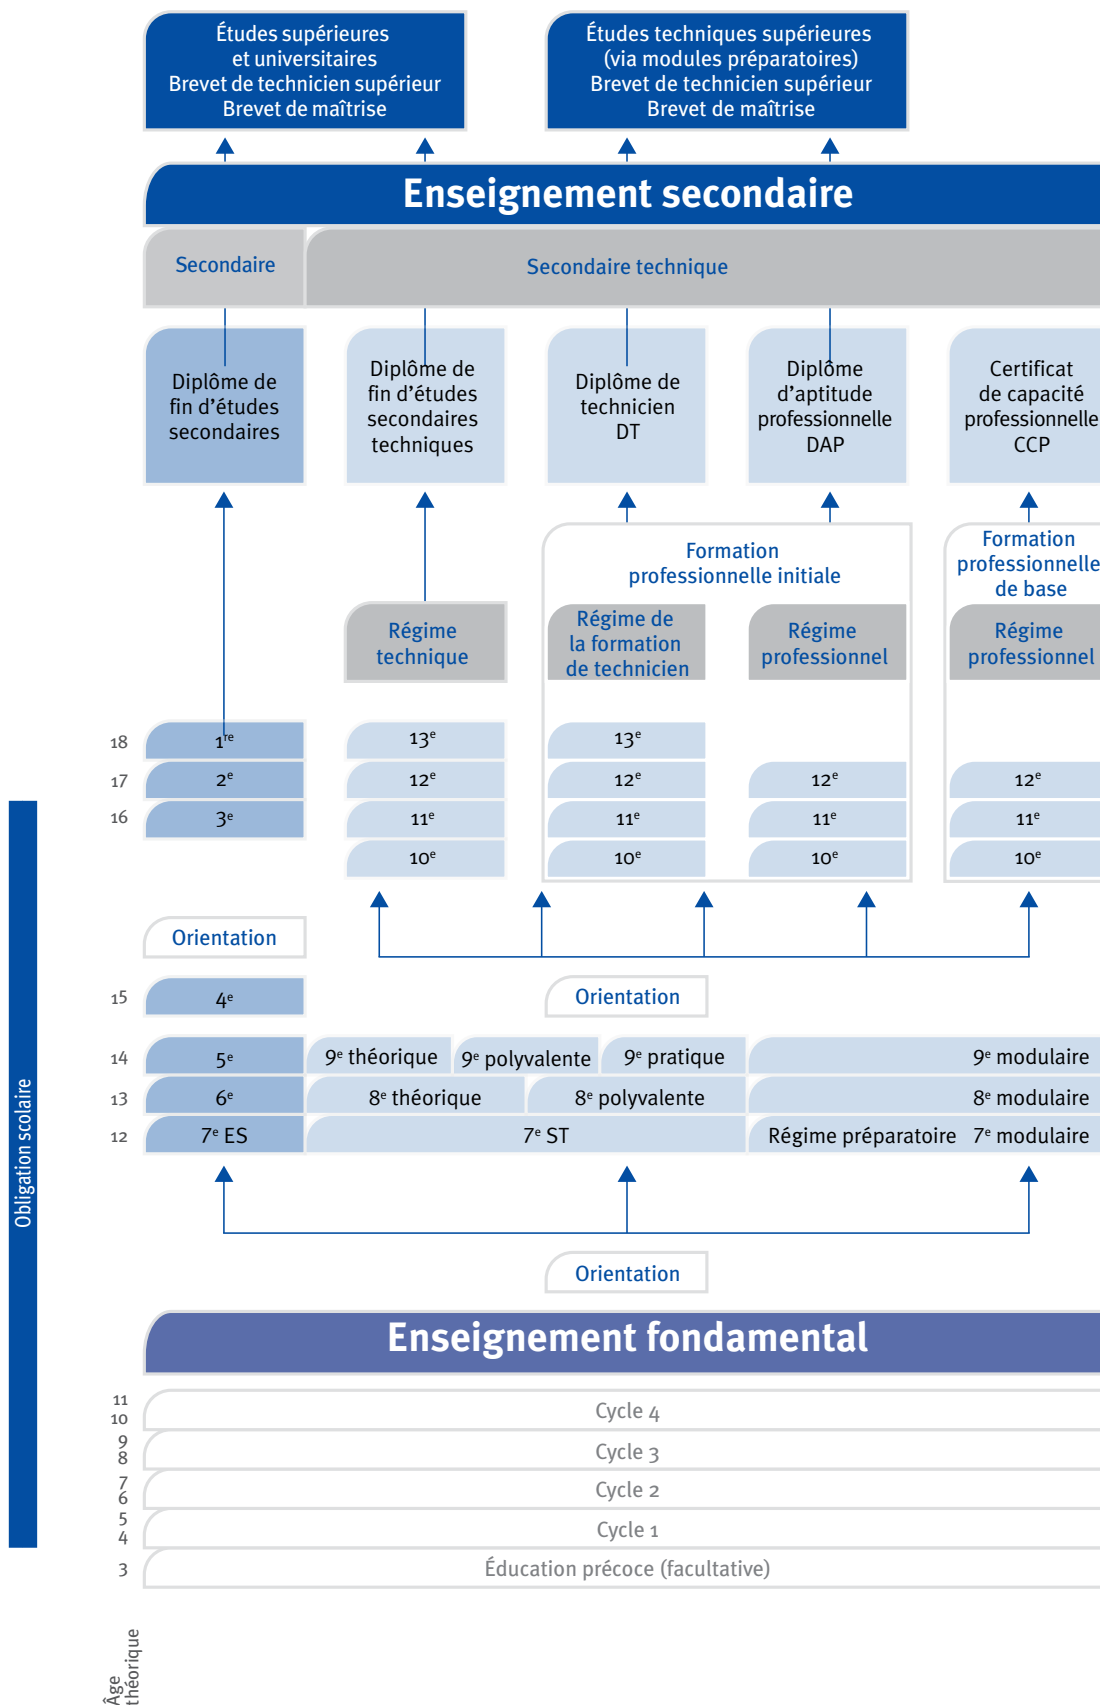 Études supérieures
et universitaires
Brevet de technicien supérieur
Brevet de maîtrise
Études techniques supérieures
(via modules préparatoires)
Brevet de technicien supérieur
Brevet de maîtrise
Enseignement secondaire
Secondaire
Secondaire technique
Diplôme de
fin d’études
secondaires
Diplôme de
fin d’études
secondaires
techniques
Diplôme de
technicien
DT
Diplôme
d’aptitude
professionnelle
DAP
Certificat
de capacité
professionnelle
CCP
Formation
professionnelle initiale
Formation
professionnelle
de base
Régime
technique
Régime de
la formation
de technicien
Régime
professionnel
Régime
professionnel
18 1re 13e 13e
17 2e 12e 12e 12e 12e
16 3e 11e 11e 11e 11e
10e 10e 10e 10e
Orientation
15 4e
Orientation
14 5e 9e théorique 9e polyvalente 9e pratique 9e modulaire
13 6e 8e théorique 8e polyvalente 8e modulaire
12 7e ES 7e ST Régime préparatoire 7e modulaire
Orientation
Obligation scolaire
Enseignement fondamental
11
10
Cycle 4
9
8
Cycle 3
7
6
Cycle 2
5
4
Cycle 1
3 Éducation précoce (facultative)
Âge
théorique